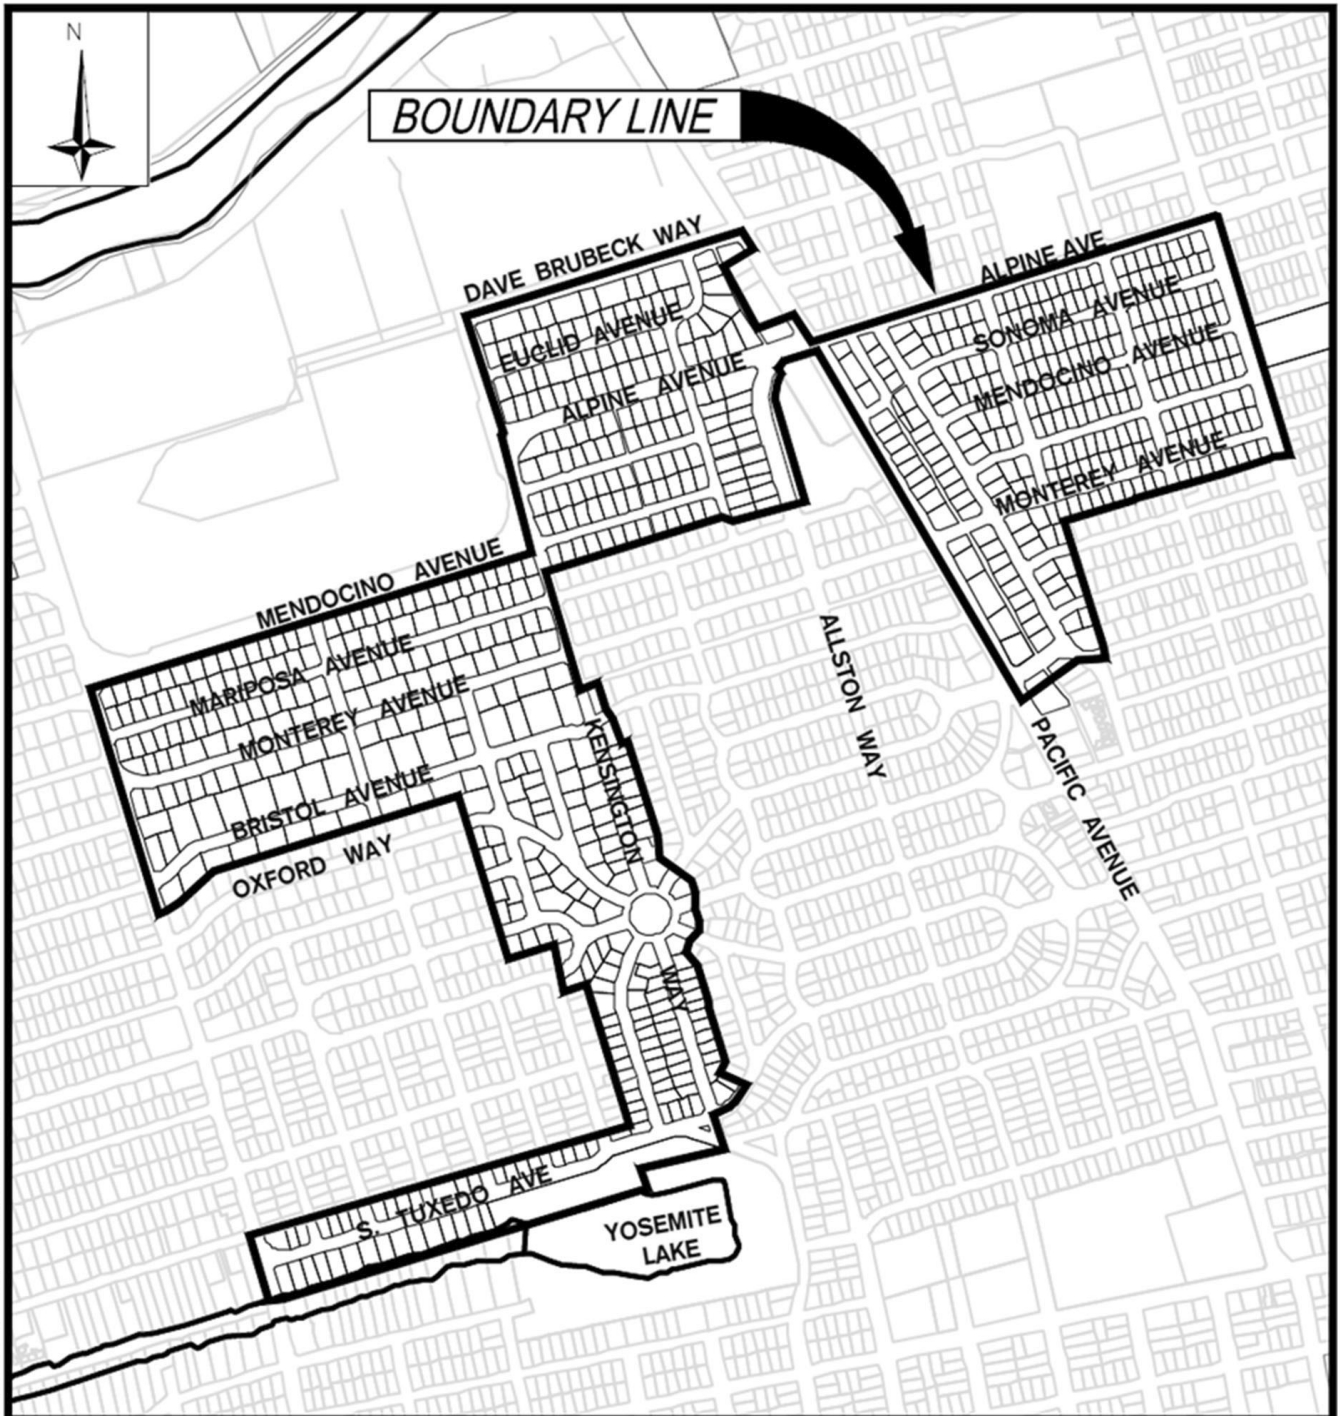 N
BOUNDARY LINE
DAVE BRUBECK WAY
ALPINE AVE
EUCLID AVENUE
SONOMA AVENUE
ALPINE AVENUE
MENDOCINO AVENUE
MONTEREY AVENUE
MENDOCINO AVENUE
MARIPOSA AVENUE
MONTEREY AVENUE
BRISTOL AVENUE
OXFORD WAY
KENSINGTON WAY
ALLSTON WAY
PACIFIC AVENUE
S. TUXEDO AVE
YOSEMITE
LAKE